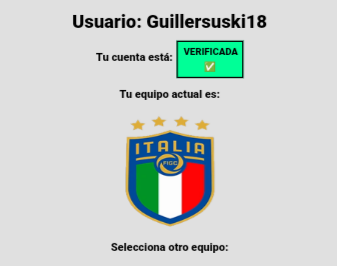 Usuario: Guillersuski18
Tu cuenta está: VERIFICADA
Tu equipo actual es:
ITALIA
FIGC
Selecciona otro equipo: